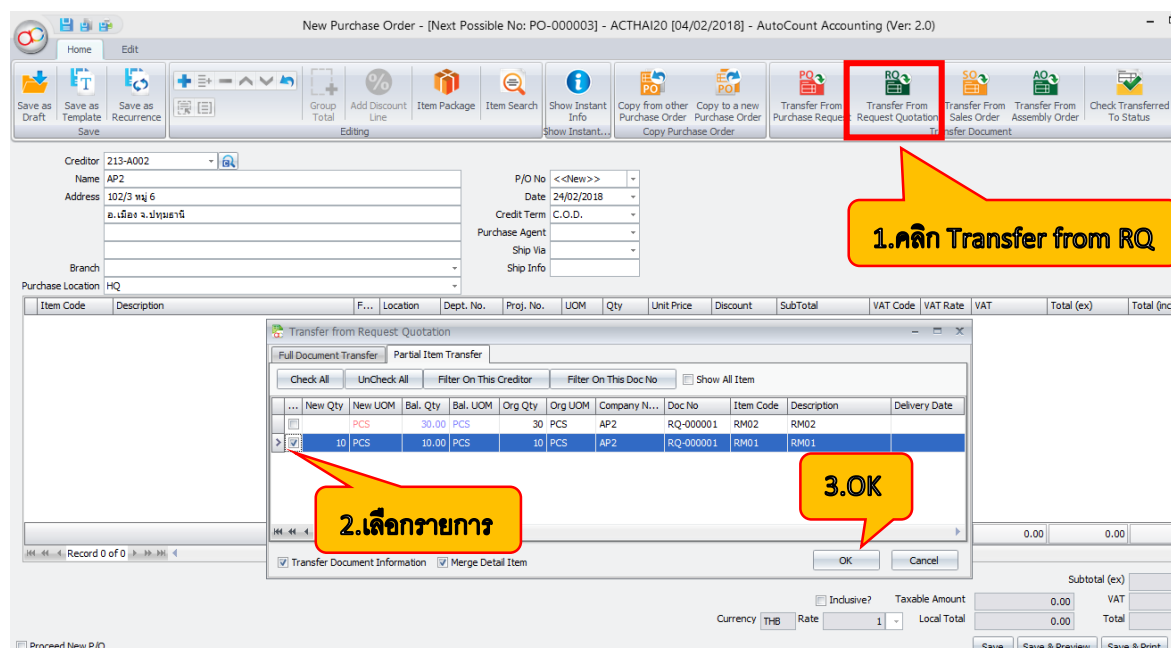 New Purchase Order - [Next Possible No: PO-000003] - ACTHAI20 [04/02/2018] - AutoCount Accounting (Ver: 2.0)
Home Edit
Save as Draft Save as Template Save as Recurrence Group Total Add Discount Line Item Package Item Search Show Instant Info Copy from other Purchase Order Copy to a new Purchase Order Transfer From Purchase Request Transfer From Request Quotation Transfer From Sales Order Transfer From Assembly Order Check Transferred To Status
Save Editing Show Instant... Copy Purchase Order Transfer Document
Creditor 213-A002
Name AP2 P/O No <<New>>
Address 102/3 หมู่ 6 Date 24/02/2018
อ.เมือง จ.ปทุมธานี Credit Term C.O.D.
Purchase Agent
Ship Via
Branch Ship Info
Purchase Location HQ
1.คลิก Transfer from RQ
Item Code Description F... Location Dept. No. Proj. No. UOM Qty Unit Price Discount SubTotal VAT Code VAT Rate VAT Total (ex) Total (inc
Transfer from Request Quotation
Full Document Transfer Partial Item Transfer
Check All UnCheck All Filter On This Creditor Filter On This Doc No Show All Item
... New Qty New UOM Bal. Qty Bal. UOM Org Qty Org UOM Company N... Doc No Item Code Description Delivery Date
PCS 30.00 PCS 30 PCS AP2 RQ-000001 RM02 RM02
10 PCS 10.00 PCS 10 PCS AP2 RQ-000001 RM01 RM01
3.OK
2.เลือกรายการ
0.00 0.00
Record 0 of 0
Transfer Document Information Merge Detail Item OK Cancel
Subtotal (ex)
Inclusive? Taxable Amount 0.00 VAT
Currency THB Rate 1 Local Total 0.00 Total
Proceed New P/O Save Save & Preview Save & Print